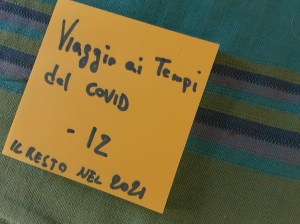 Viaggio ai Tempi
del COVID
- 12
IL RESTO NEL 2021